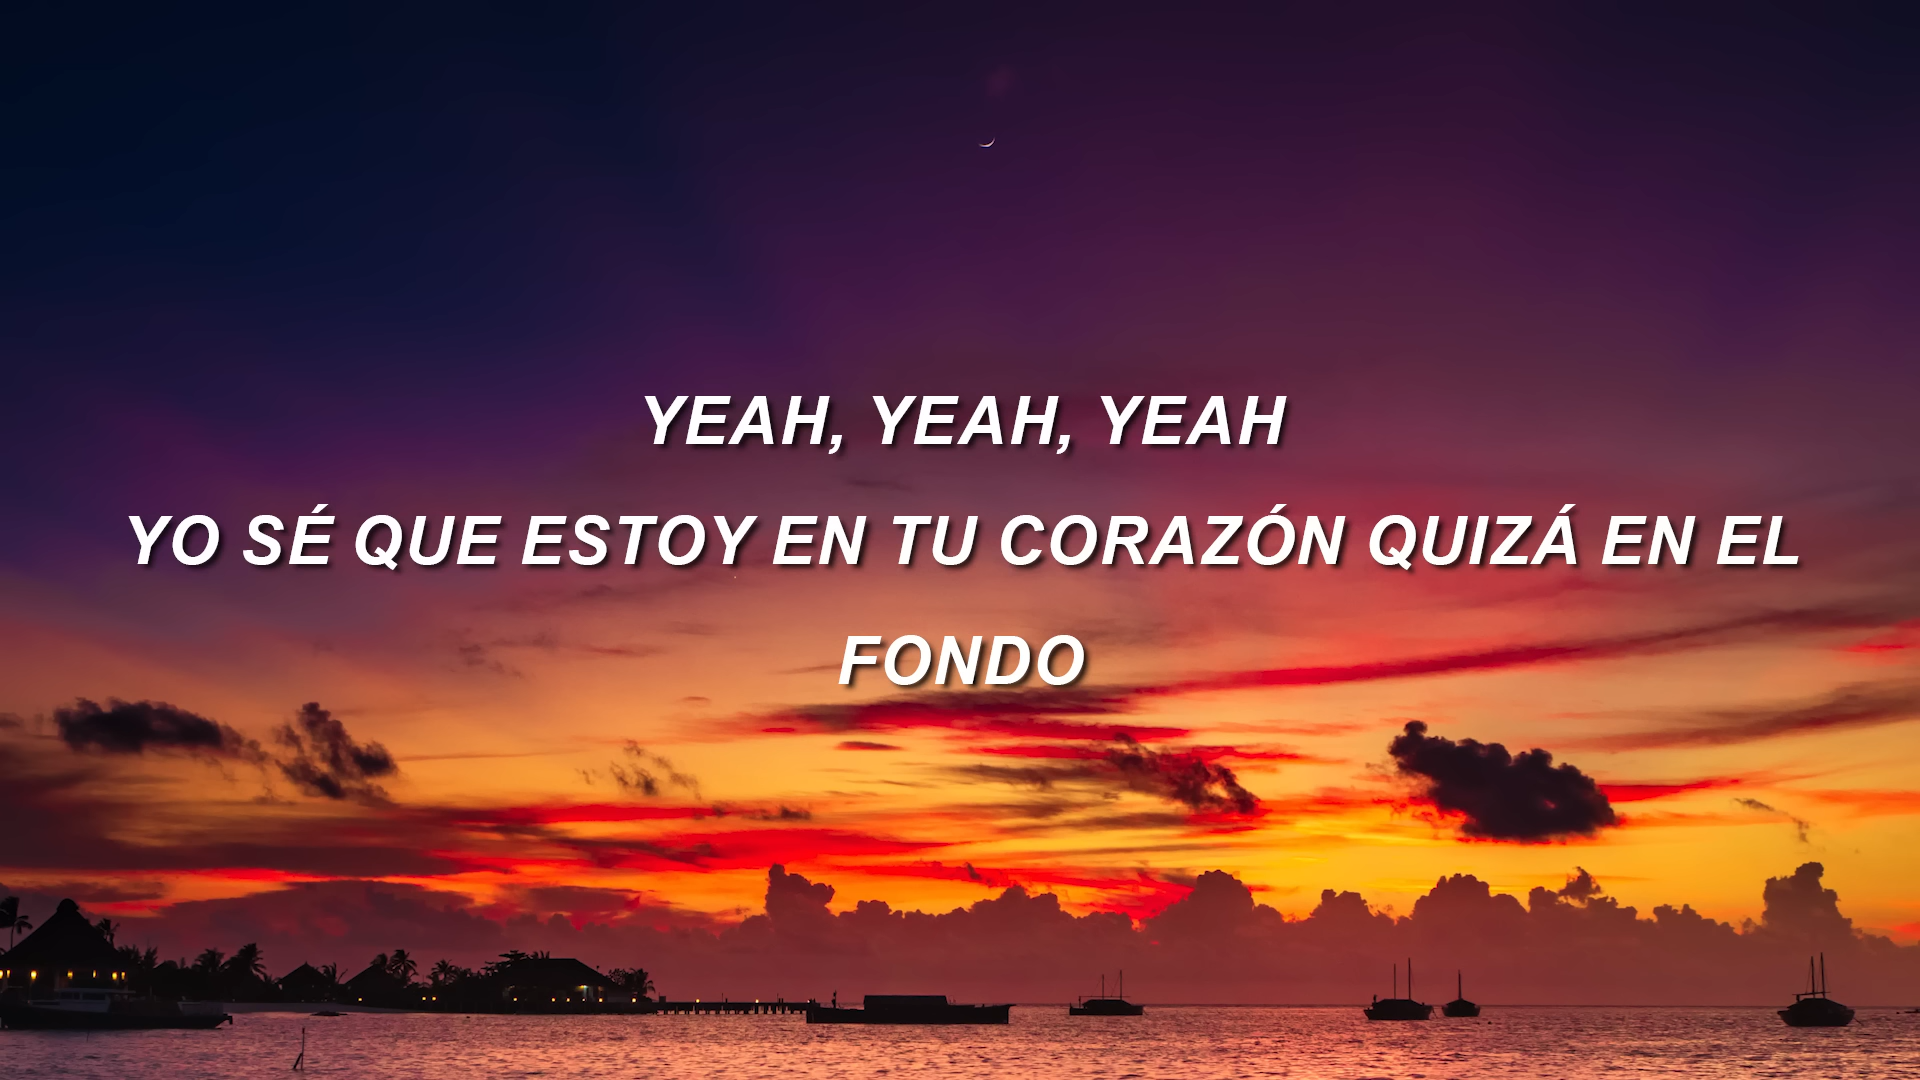 YEAH, YEAH, YEAH
YO SÉ QUE ESTOY EN TU CORAZÓN QUIZÁ EN EL
FONDO